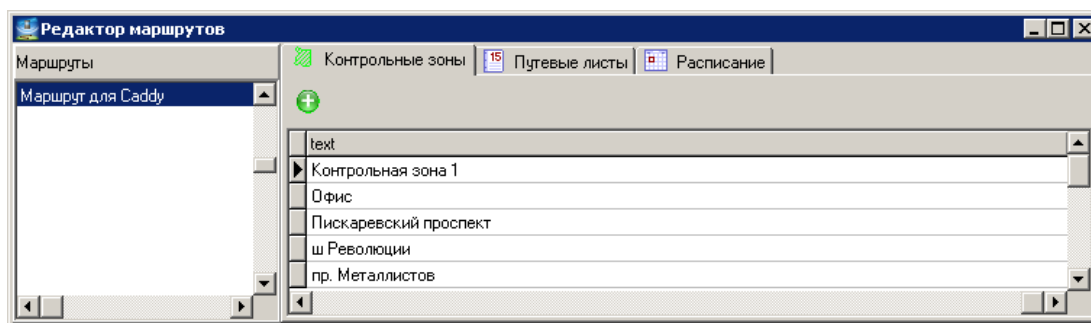 Редактор маршрутов
Маршруты
Маршрут для Caddy
Контрольные зоны 15 Путевые листы Расписание
text
Контрольная зона 1
Офис
Пискаревский проспект
ш Революции
пр. Металлистов